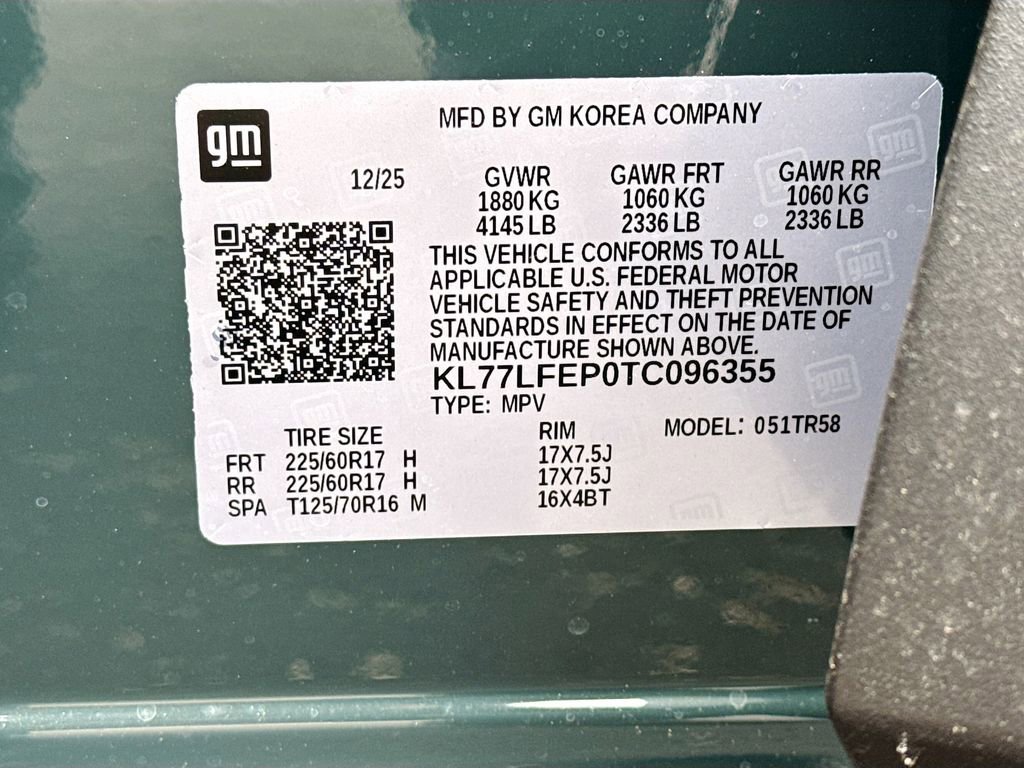 gm
MFD BY GM KOREA COMPANY
12/25
GVWR GAWR FRT GAWR RR
1880 KG 1060 KG 1060 KG
4145 LB 2336 LB 2336 LB
THIS VEHICLE CONFORMS TO ALL
APPLICABLE U.S. FEDERAL MOTOR
VEHICLE SAFETY AND THEFT PREVENTION
STANDARDS IN EFFECT ON THE DATE OF
MANUFACTURE SHOWN ABOVE.
KL77LFEP0TC096355
TYPE: MPV
MODEL: 051TR58
TIRE SIZE RIM
FRT 225/60R17 H 17X7.5J
RR 225/60R17 H 17X7.5J
SPA T125/70R16 M 16X4BT